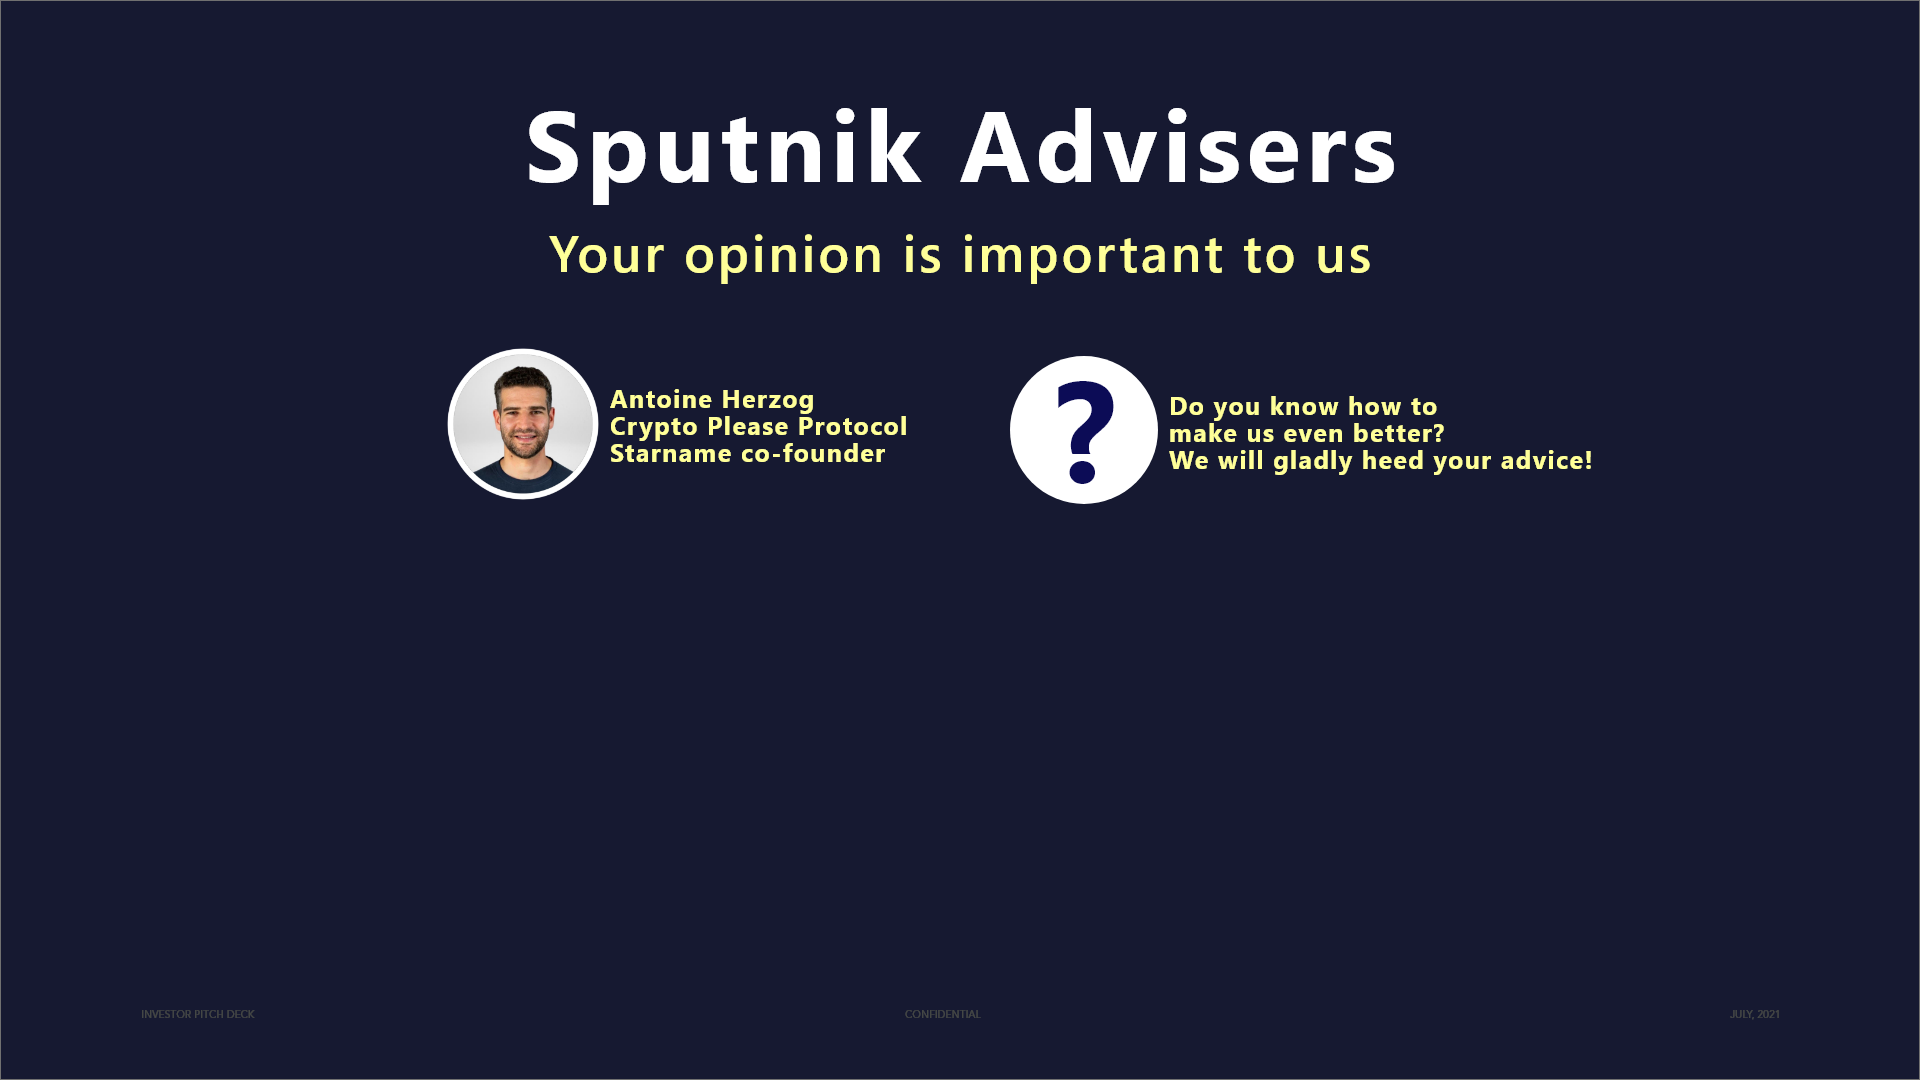 Sputnik Advisers
Your opinion is important to us
Antoine Herzog
Crypto Please Protocol
Starname co-founder
?
Do you know how to
make us even better?
We will gladly heed your advice!
INVESTOR PITCH DECK
CONFIDENTIAL
JULY, 2021